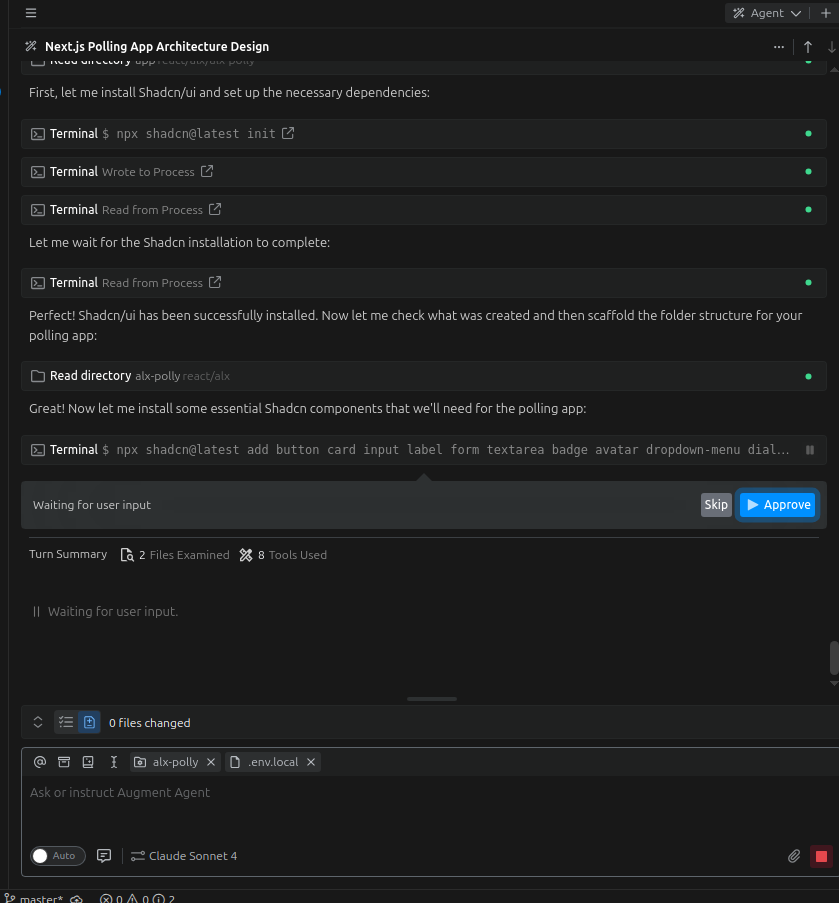 Agent
Next.js Polling App Architecture Design
Read directory app react/alx/alx-polly
First, let me install Shadcn/ui and set up the necessary dependencies:
Terminal $ npx shadcn@latest init
Terminal Wrote to Process
Terminal Read from Process
Let me wait for the Shadcn installation to complete:
Terminal Read from Process
Perfect! Shadcn/ui has been successfully installed. Now let me check what was created and then scaffold the folder structure for your
polling app:
Read directory alx-polly react/alx
Great! Now let me install some essential Shadcn components that we'll need for the polling app:
Terminal $ npx shadcn@latest add button card input label form textarea badge avatar dropdown-menu dial...
Waiting for user input Skip Approve
Turn Summary 2 Files Examined 8 Tools Used
Waiting for user input.
0 files changed
alx-polly .env.local
Ask or instruct Augment Agent
Auto Claude Sonnet 4
master* 0 0 2